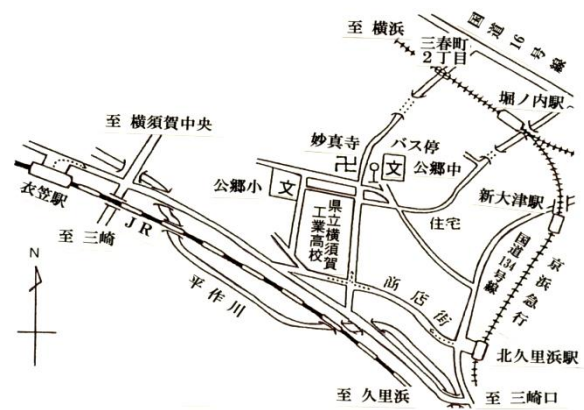 至 横浜
国道16号線
三春町
2丁目
堀ノ内駅
至 横須賀中央
妙真寺
バス停
文
公郷中
公郷小
文
衣笠駅
新大津駅
住宅
県立横須賀
工業高校
至 三崎
JR
国道134号線
京浜急行
N
平作川
商店街
北久里浜駅
至 久里浜
至 三崎口